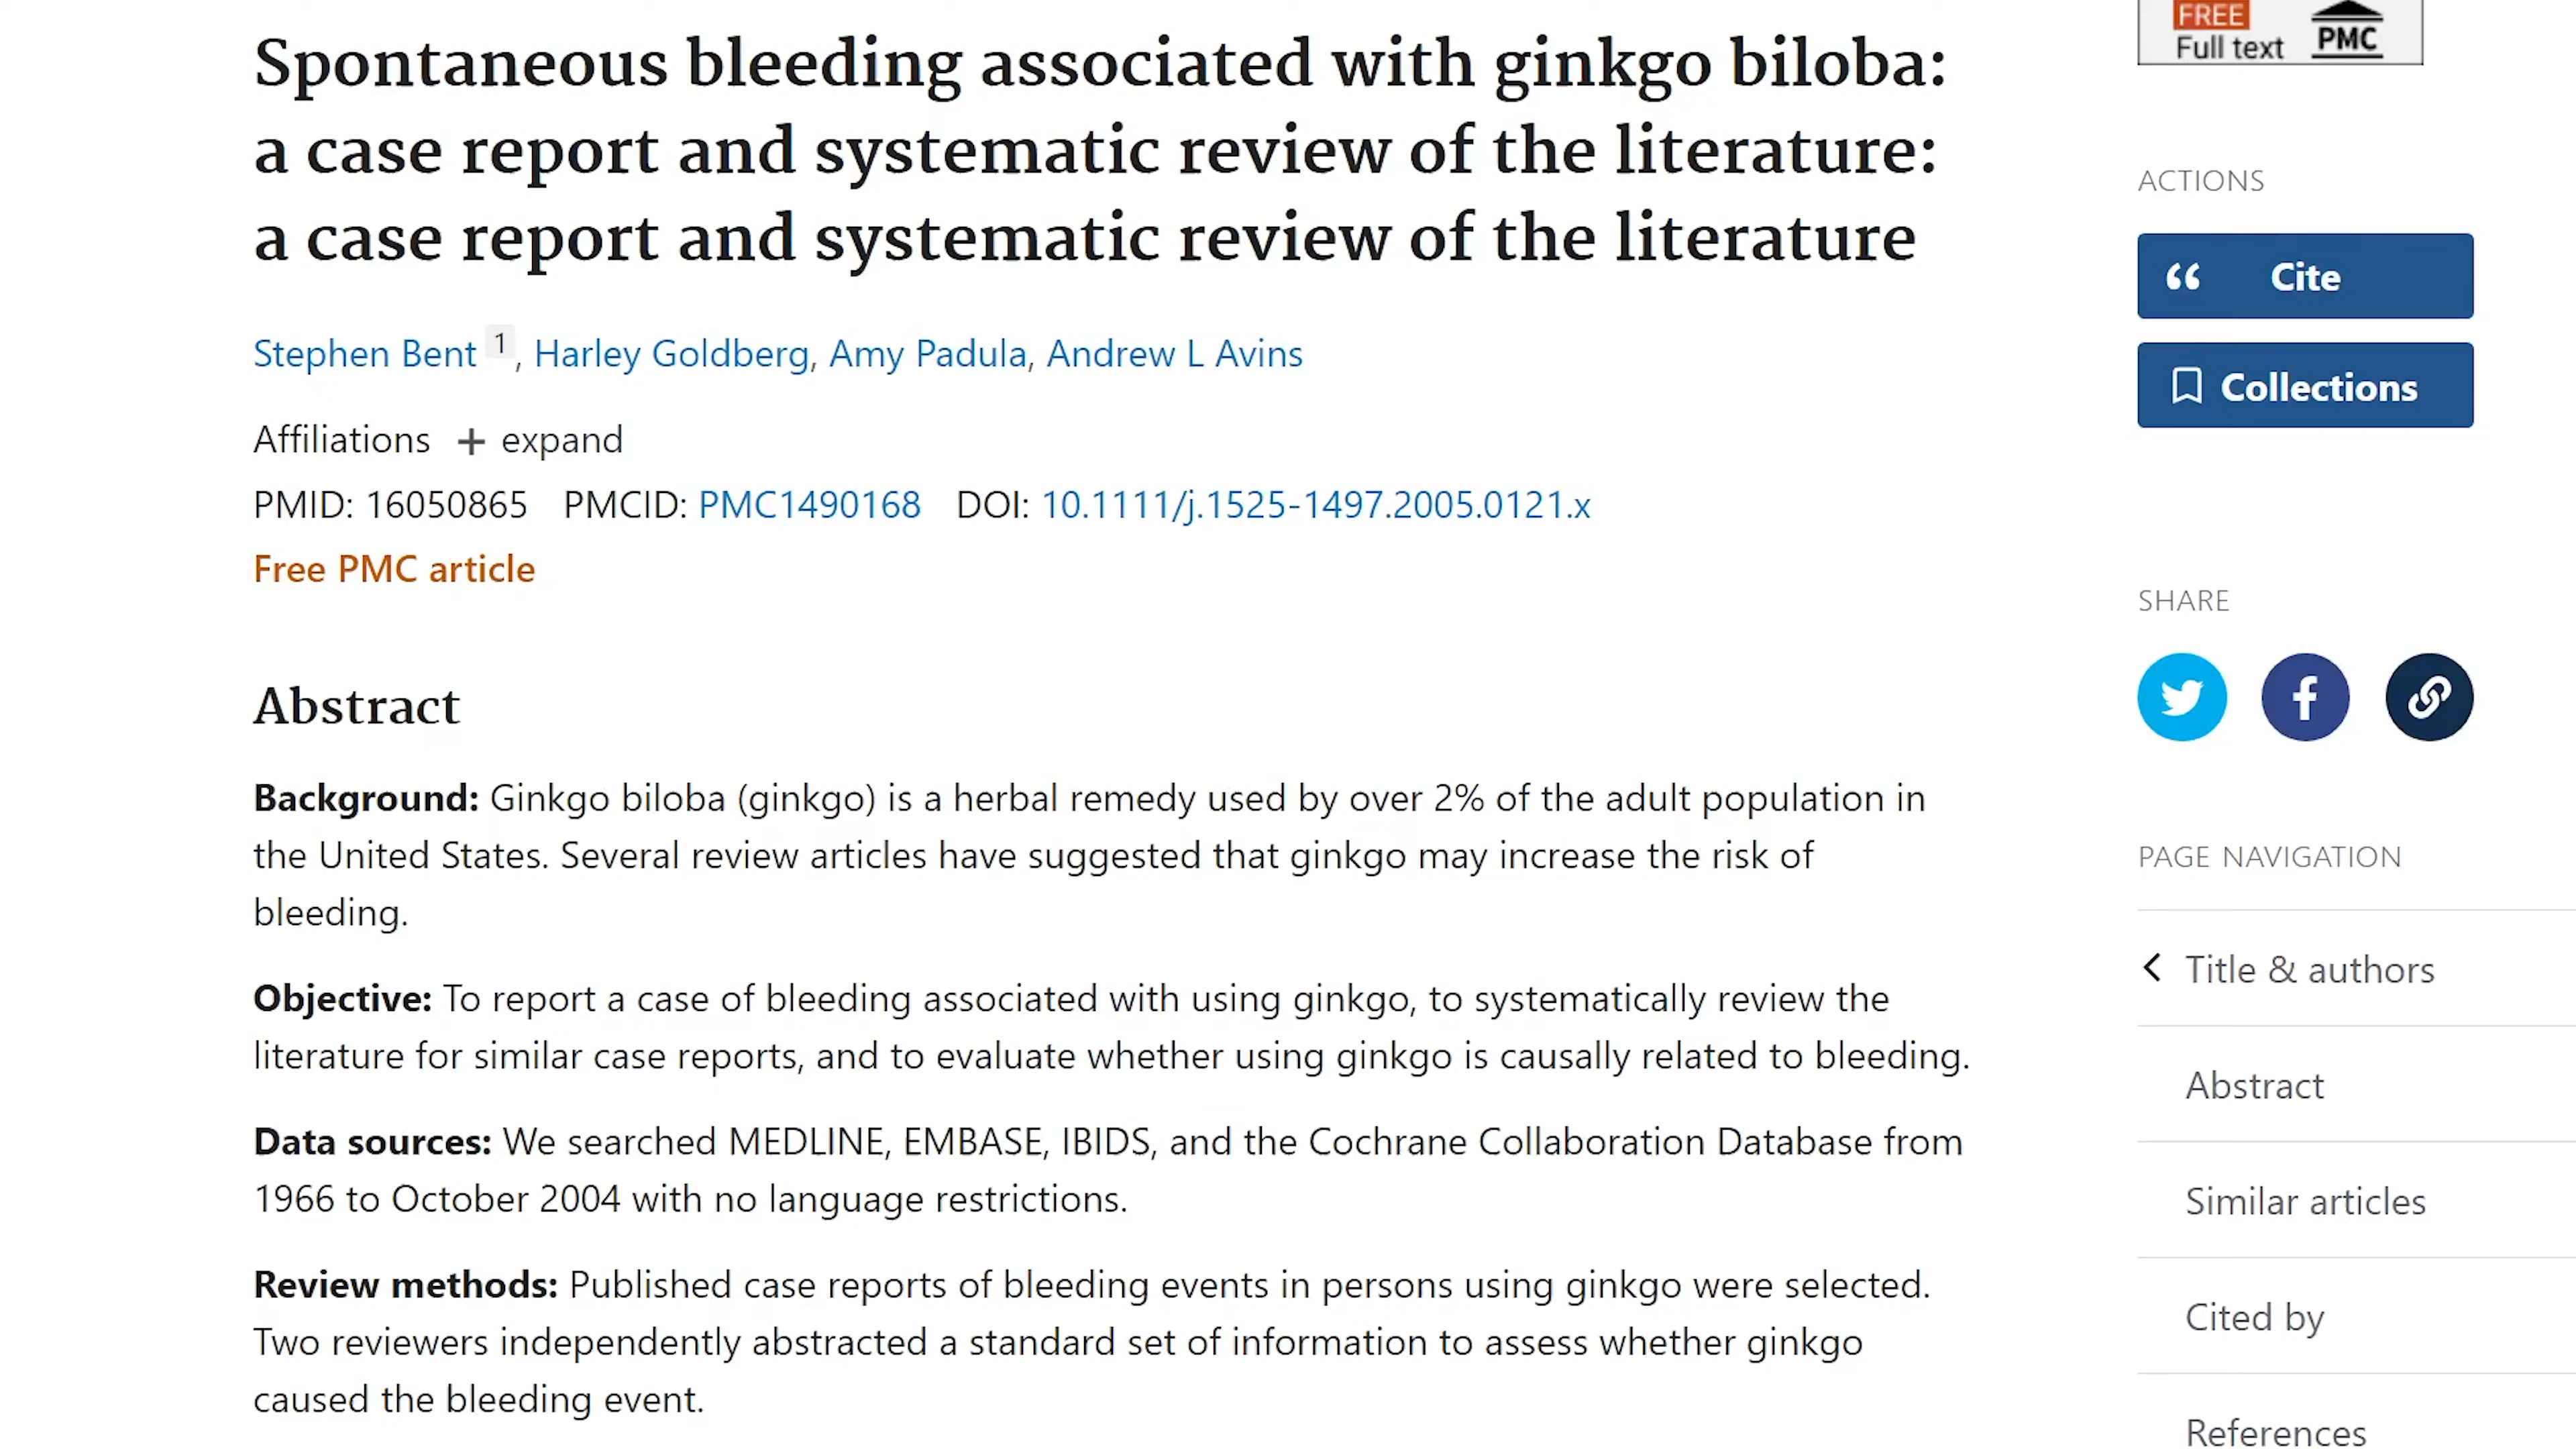 Spontaneous bleeding associated with ginkgo biloba:
a case report and systematic review of the literature:
a case report and systematic review of the literature
Stephen Bent 1, Harley Goldberg, Amy Padula, Andrew L Avins
Affiliations + expand
PMID: 16050865 PMCID: PMC1490168 DOI: 10.1111/j.1525-1497.2005.0121.x
Free PMC article
Abstract
Background: Ginkgo biloba (ginkgo) is a herbal remedy used by over 2% of the adult population in
the United States. Several review articles have suggested that ginkgo may increase the risk of
bleeding.
Objective: To report a case of bleeding associated with using ginkgo, to systematically review the
literature for similar case reports, and to evaluate whether using ginkgo is causally related to bleeding.
Data sources: We searched MEDLINE, EMBASE, IBIDS, and the Cochrane Collaboration Database from
1966 to October 2004 with no language restrictions.
Review methods: Published case reports of bleeding events in persons using ginkgo were selected.
Two reviewers independently abstracted a standard set of information to assess whether ginkgo
caused the bleeding event.
FREE
Full text PMC
ACTIONS
Cite
Collections
SHARE
PAGE NAVIGATION
Title & authors
Abstract
Similar articles
Cited by
References